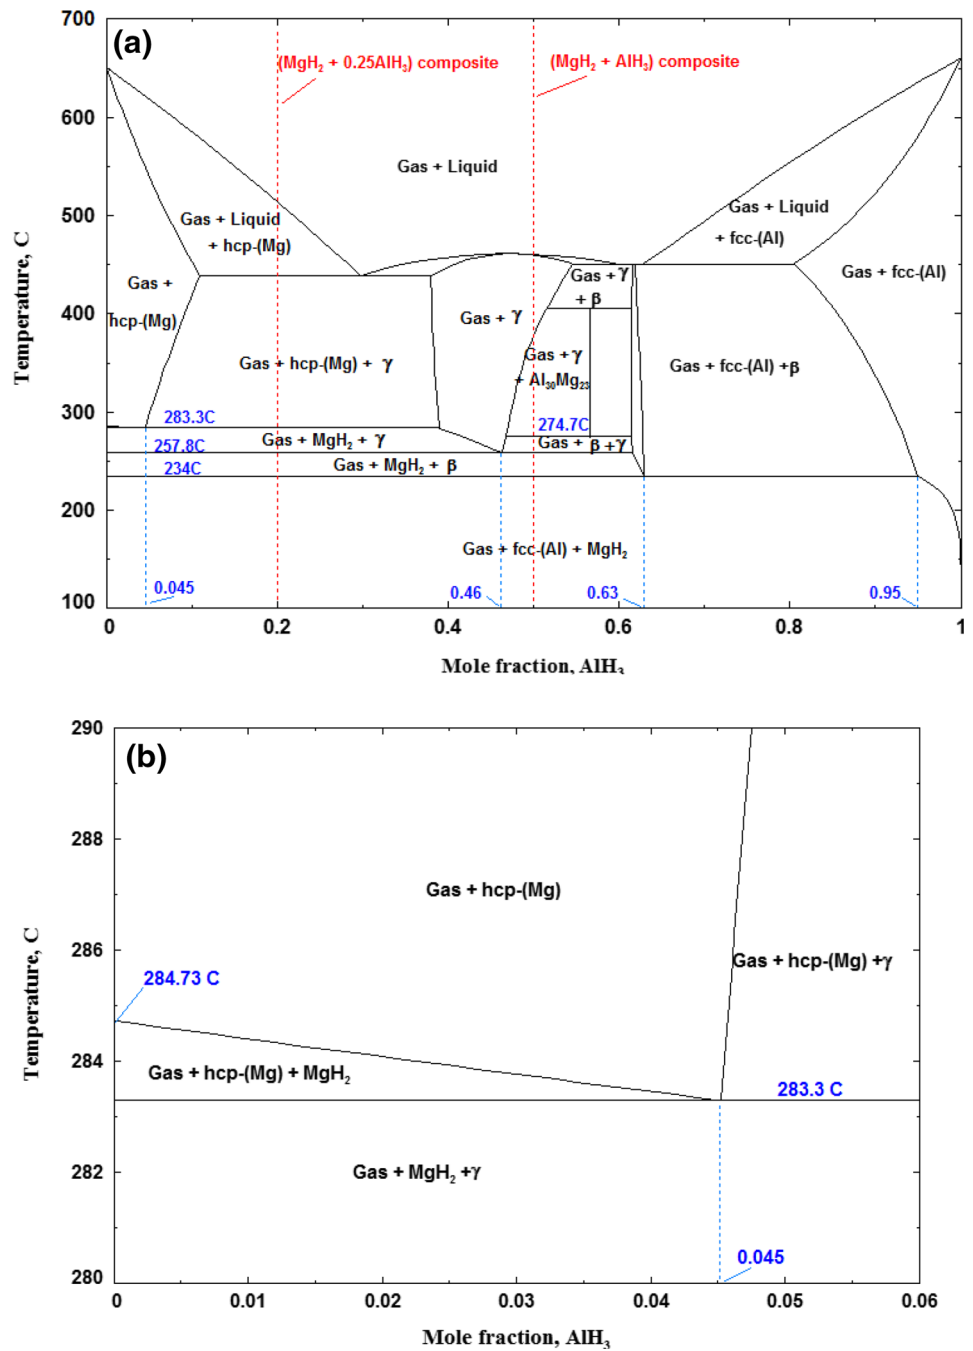 (a)
700
600
500
400
300
200
100
Temperature, C
(MgH₂ + 0.25AlH₃) composite
(MgH₂ + AlH₃) composite
Gas + Liquid
Gas + Liquid
+ hcp-(Mg)
Gas + Liquid
+ fcc-(Al)
Gas +
hcp-(Mg)
Gas + γ
+ β
Gas + fcc-(Al)
Gas + γ
Gas + hcp-(Mg) + γ
Gas + γ
+ Al₃₀Mg₂₃
Gas + fcc-(Al) +β
283.3C
274.7C
Gas + MgH₂ + γ
Gas + β +γ
257.8C
Gas + MgH₂ + β
234C
Gas + fcc-(Al) + MgH₂
0.045
0.46
0.63
0.95
0
0.2
0.4
0.6
0.8
1
Mole fraction, AlH₃
(b)
290
288
286
284
282
280
Temperature, C
Gas + hcp-(Mg)
Gas + hcp-(Mg) +γ
284.73 C
Gas + hcp-(Mg) + MgH₂
283.3 C
Gas + MgH₂ +γ
0.045
0
0.01
0.02
0.03
0.04
0.05
0.06
Mole fraction, AlH₃